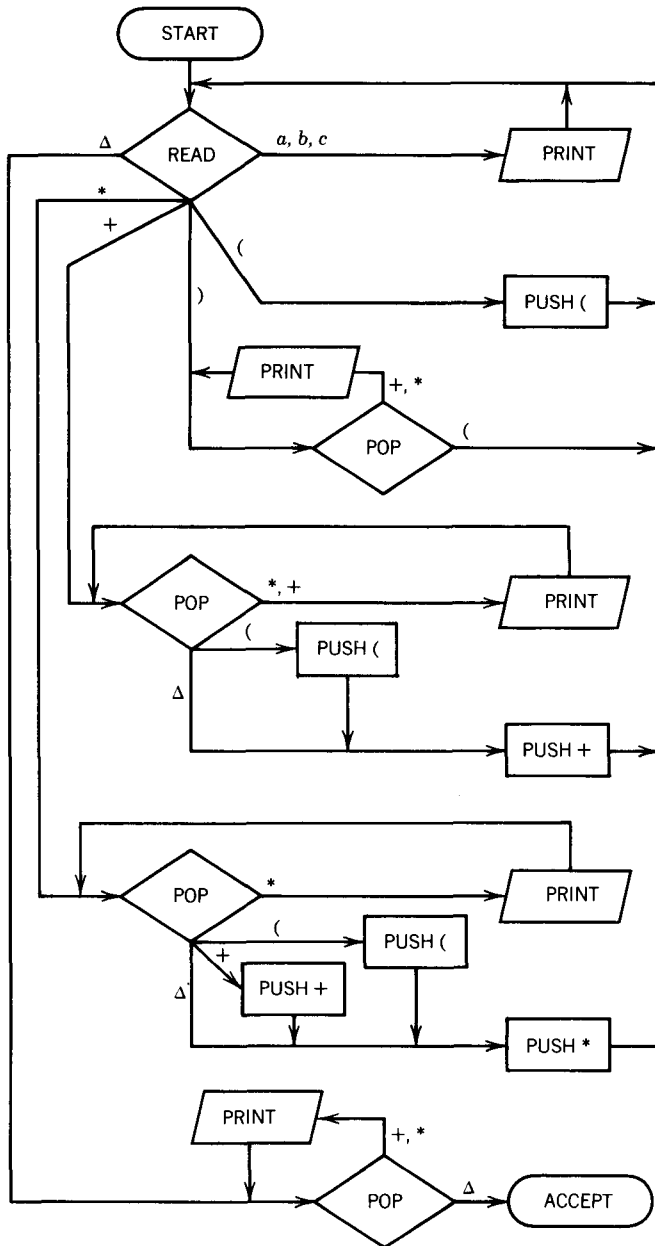 START
Δ
READ
a, b, c
PRINT
*
+
(
)
PUSH (
PRINT
+, *
POP
(
POP
*, +
PRINT
(
PUSH (
Δ
PUSH +
POP
*
PRINT
(
PUSH (
+
Δ
PUSH +
PUSH *
PRINT
+, *
POP
Δ
ACCEPT